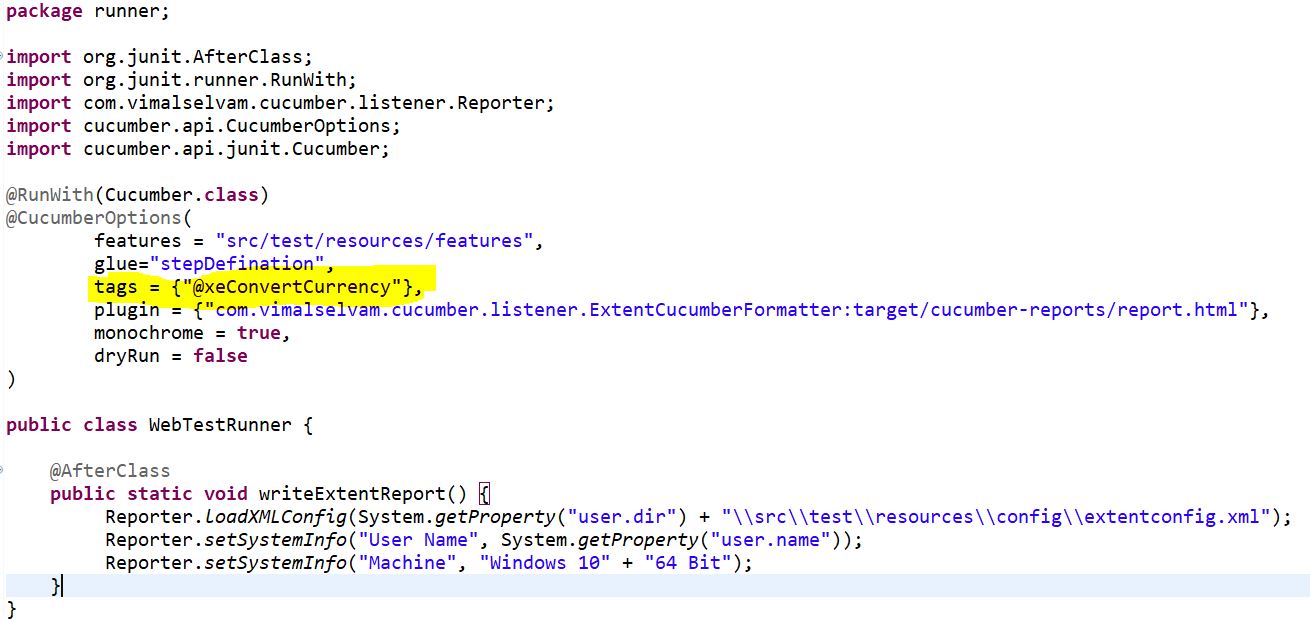 package runner;
import org.junit.AfterClass;
import org.junit.runner.RunWith;
import com.vimalselvam.cucumber.listener.Reporter;
import cucumber.api.CucumberOptions;
import cucumber.api.junit.Cucumber;
@RunWith(Cucumber.class)
@CucumberOptions(
features = "src/test/resources/features",
glue="stepDefination",
tags = {"@xeConvertCurrency"},
plugin = {"com.vimalselvam.cucumber.listener.ExtentCucumberFormatter:target/cucumber-reports/report.html"},
monochrome = true,
dryRun = false
)
public class WebTestRunner {
@AfterClass
public static void writeExtentReport() {
Reporter.loadXMLConfig(System.getProperty("user.dir") + "\\src\\test\\resources\\config\\extentconfig.xml");
Reporter.setSystemInfo("User Name", System.getProperty("user.name"));
Reporter.setSystemInfo("Machine", "Windows 10" + "64 Bit");
}
}